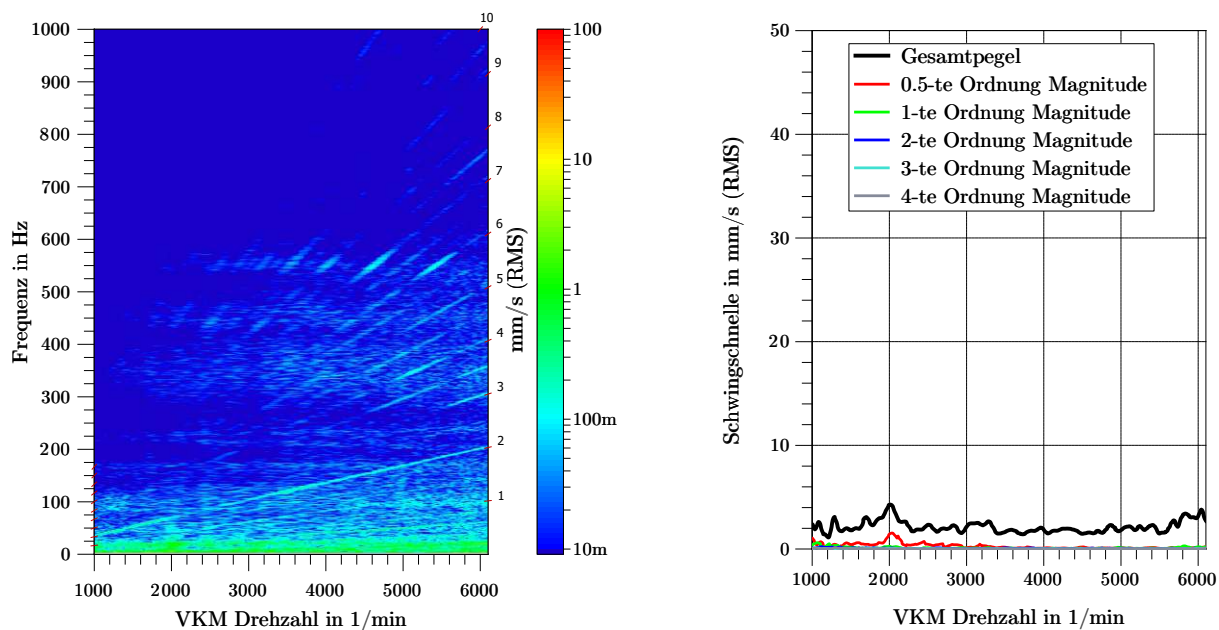 1000
900
800
700
600
500
400
300
200
100
0
Frequenz in Hz
1000 2000 3000 4000 5000 6000
VKM Drehzahl in 1/min
10
9
8
7
6
5
4
3
2
1
100
10
1
100m
10m
mm/s (RMS)
50
40
30
20
10
0
Schwingschnelle in mm/s (RMS)
Gesamtpegel
0.5-te Ordnung Magnitude
1-te Ordnung Magnitude
2-te Ordnung Magnitude
3-te Ordnung Magnitude
4-te Ordnung Magnitude
1000 2000 3000 4000 5000 6000
VKM Drehzahl in 1/min